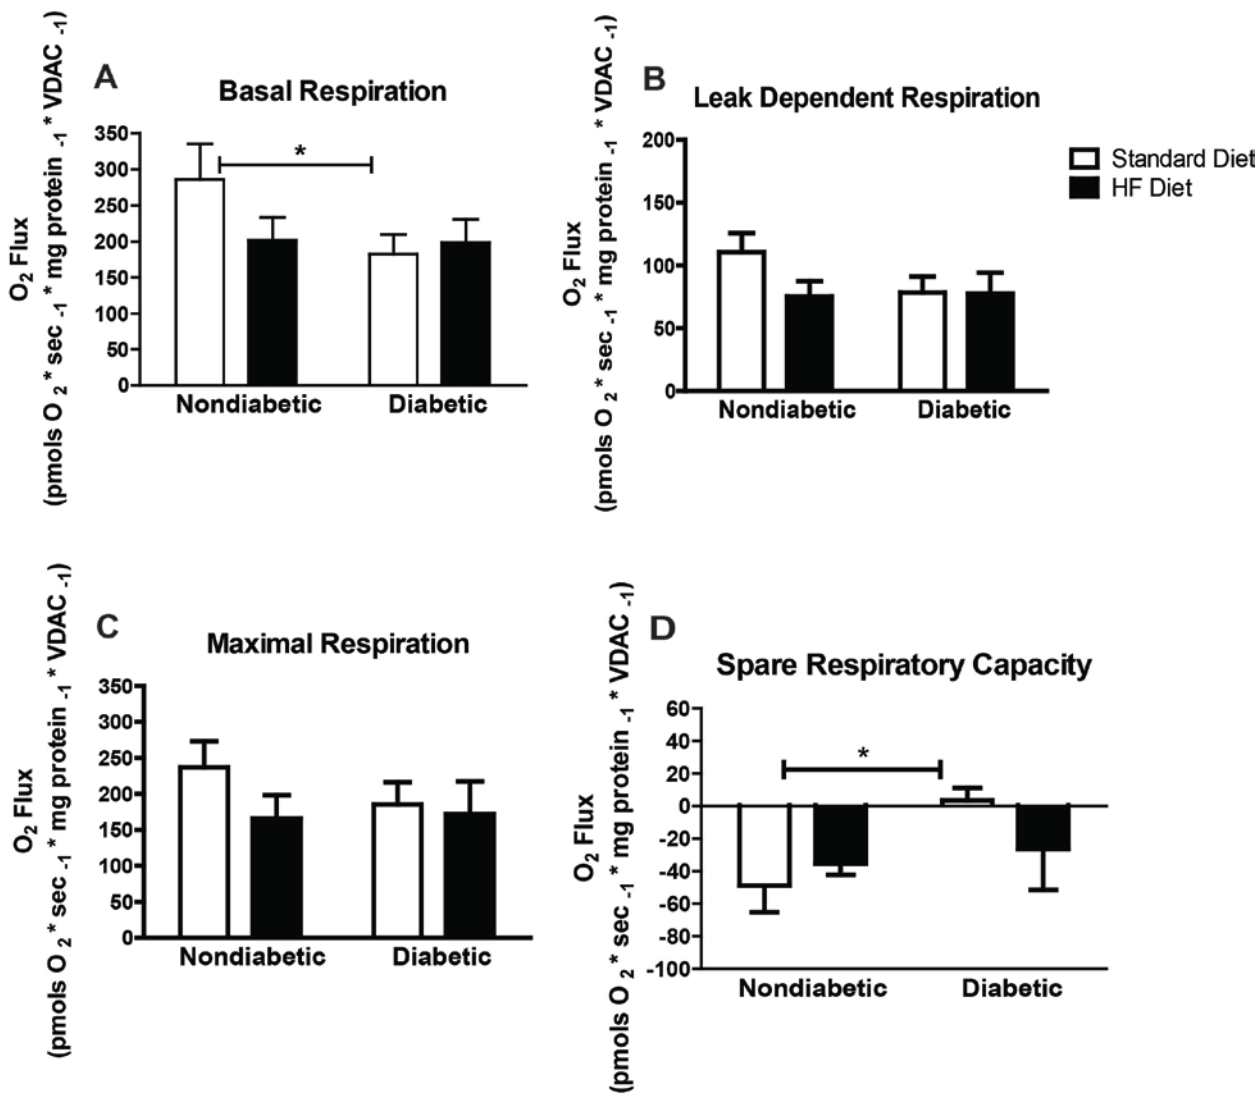 A
Basal Respiration
O2 Flux
(pmols O 2 * sec -1 * mg protein -1 * VDAC -1)
350
300
250
200
150
100
50
0
*
Nondiabetic Diabetic
B
Leak Dependent Respiration
O2 Flux
(pmols O 2 * sec -1 * mg protein -1 * VDAC -1)
200
150
100
50
0
Nondiabetic Diabetic
Standard Diet
HF Diet
C
Maximal Respiration
O2 Flux
(pmols O 2 * sec -1 * mg protein -1 * VDAC -1)
350
300
250
200
150
100
50
0
Nondiabetic Diabetic
D
Spare Respiratory Capacity
O2 Flux
(pmols O 2 * sec -1 * mg protein -1 * VDAC -1)
60
40
20
0
-20
-40
-60
-80
-100
*
Nondiabetic Diabetic